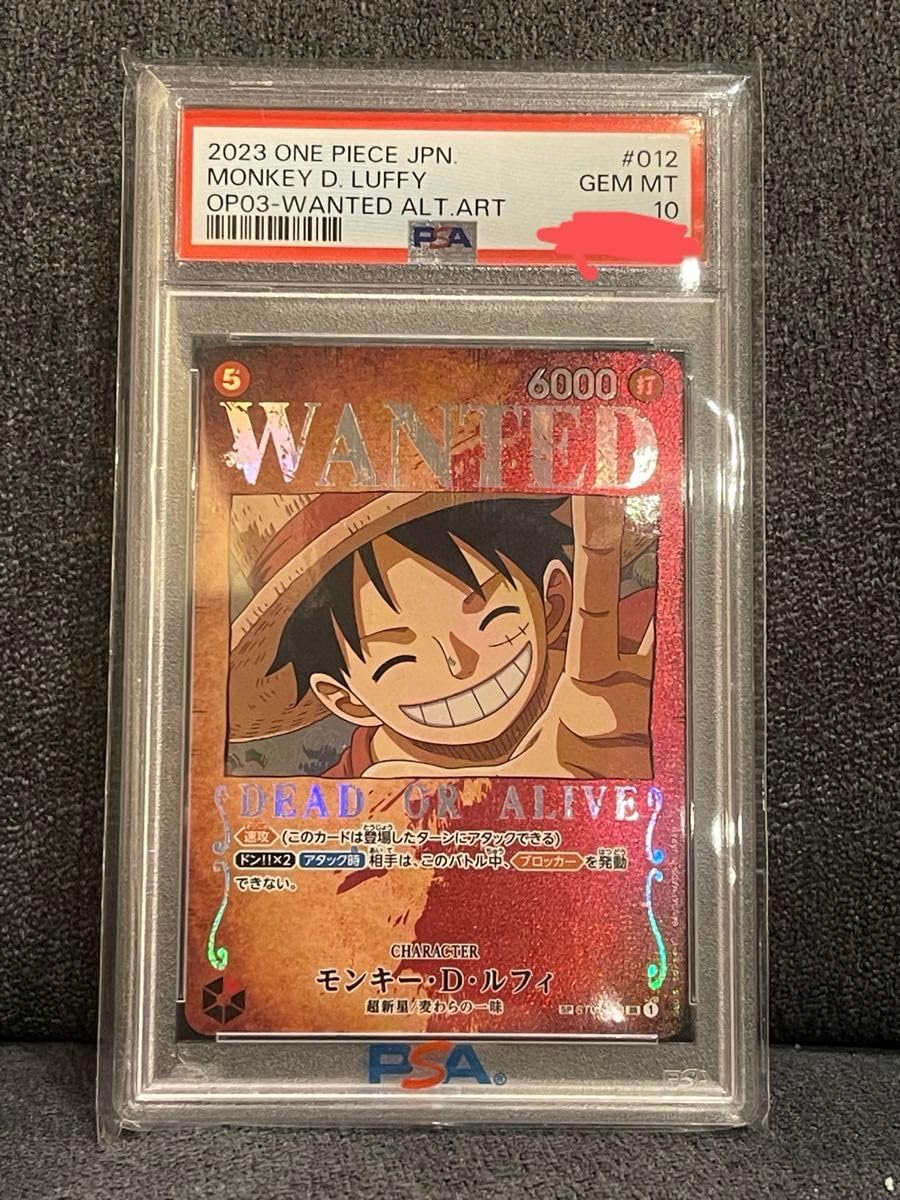 2023 ONE PIECE JPN. #012
MONKEY D. LUFFY GEM MT
OP03-WANTED ALT.ART 10
PSA
5 6000 打
WANTED
DEAD OR ALIVE
速攻 (このカードは登場したターンにアタックできる)
ドン!!×2 アタック時 相手は、このバトル中、ブロッカーを発動
できない。
CHARACTER
モンキー・D・ルフィ
超新星/麦わらの一味
SP SR 1
PSA®
PSA